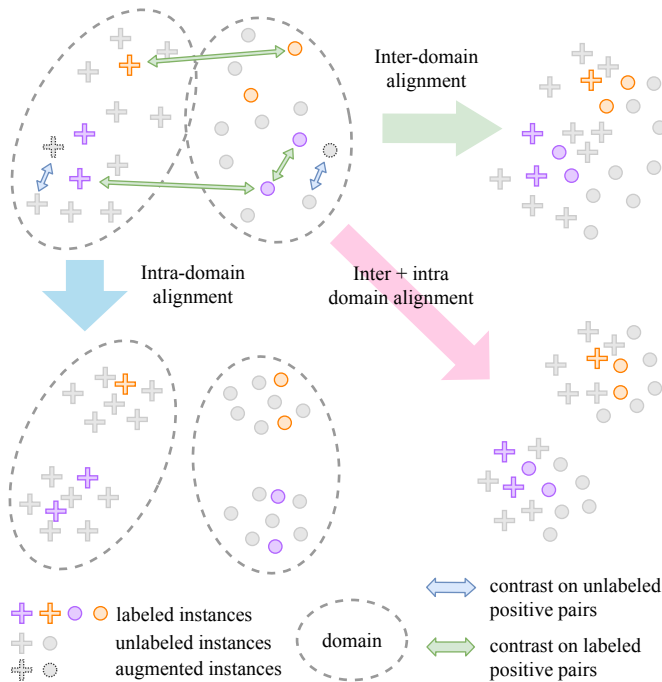 Inter-domain
alignment
Intra-domain
alignment
Inter + intra
domain alignment
labeled instances
unlabeled instances
augmented instances
domain
contrast on unlabeled
positive pairs
contrast on labeled
positive pairs